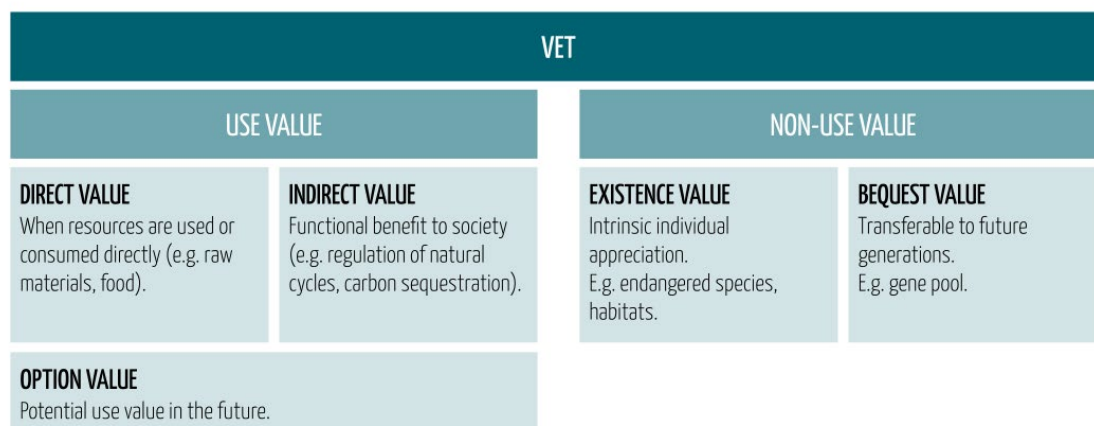 VET
USE VALUE
NON-USE VALUE
DIRECT VALUE
When resources are used or
consumed directly (e.g. raw
materials, food).
INDIRECT VALUE
Functional benefit to society
(e.g. regulation of natural
cycles, carbon sequestration).
EXISTENCE VALUE
Intrinsic individual
appreciation.
E.g. endangered species,
habitats.
BEQUEST VALUE
Transferable to future
generations.
E.g. gene pool.
OPTION VALUE
Potential use value in the future.